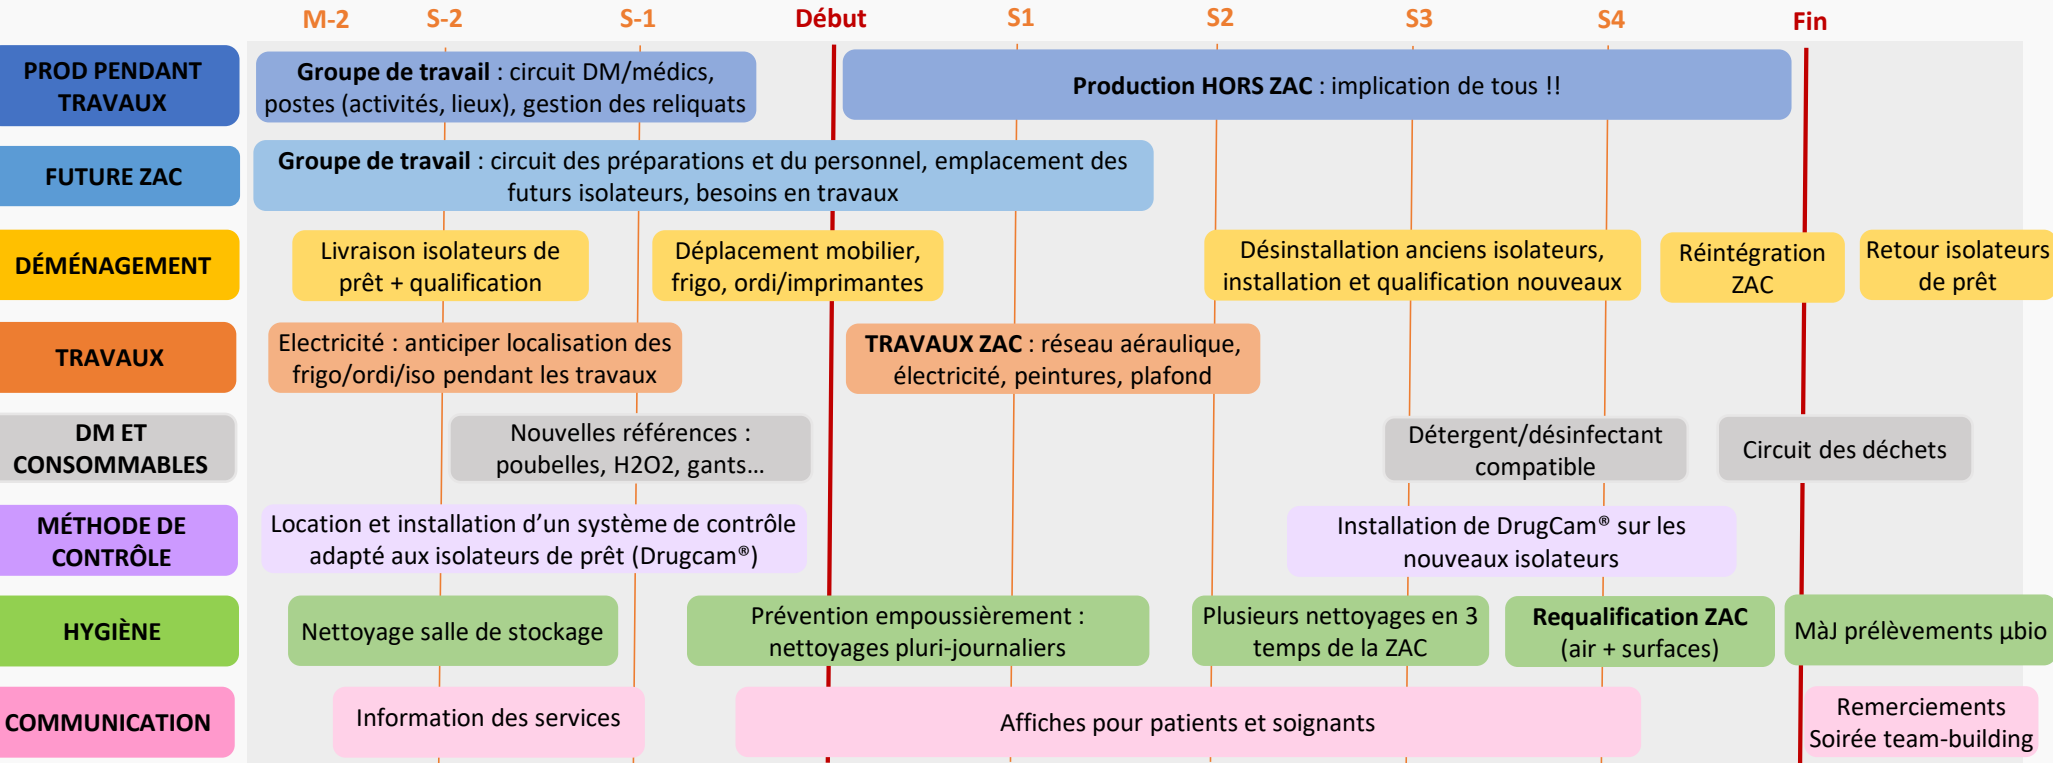 M-2 S-2 S-1 Début S1 S2 S3 S4 Fin
PROD PENDANT
TRAVAUX
Groupe de travail : circuit DM/médics,
postes (activités, lieux), gestion des reliquats
Production HORS ZAC : implication de tous !!
FUTURE ZAC
Groupe de travail : circuit des préparations et du personnel, emplacement des
futurs isolateurs, besoins en travaux
DÉMÉNAGEMENT
Livraison isolateurs de
prêt + qualification
Déplacement mobilier,
frigo, ordi/imprimantes
Désinstallation anciens isolateurs,
installation et qualification nouveaux
Réintégration
ZAC
Retour isolateurs
de prêt
TRAVAUX
Electricité : anticiper localisation des
frigo/ordi/iso pendant les travaux
TRAVAUX ZAC : réseau aéraulique,
électricité, peintures, plafond
DM ET
CONSOMMABLES
Nouvelles références :
poubelles, H2O2, gants...
Détergent/désinfectant
compatible
Circuit des déchets
MÉTHODE DE
CONTRÔLE
Location et installation d'un système de contrôle
adapté aux isolateurs de prêt (Drugcam®)
Installation de DrugCam® sur les
nouveaux isolateurs
HYGIÈNE
Nettoyage salle de stockage
Prévention empoussièrement :
nettoyages pluri-journaliers
Plusieurs nettoyages en 3
temps de la ZAC
Requalification ZAC
(air + surfaces)
MàJ prélèvements µbio
COMMUNICATION
Information des services
Affiches pour patients et soignants
Remerciements
Soirée team-building